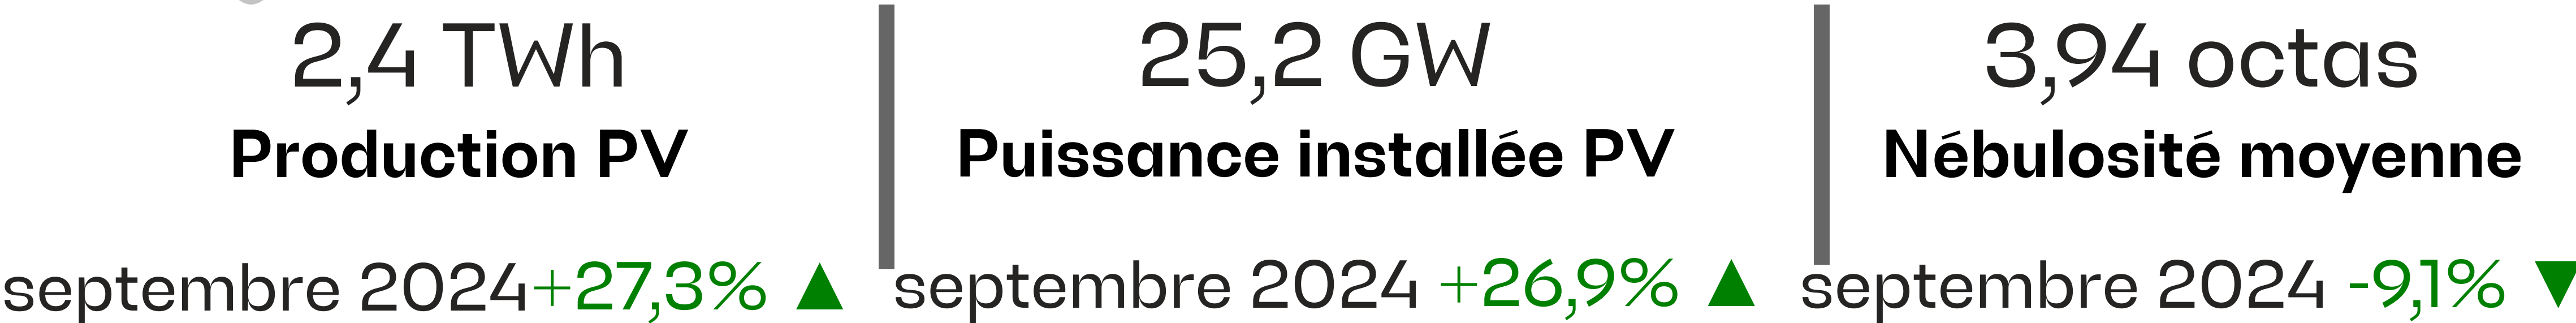 2,4 TWh
Production PV
septembre 2024+27,3% ▲
25,2 GW
Puissance installée PV
septembre 2024 +26,9% ▲
3,94 octas
Nébulosité moyenne
septembre 2024 -9,1% ▼